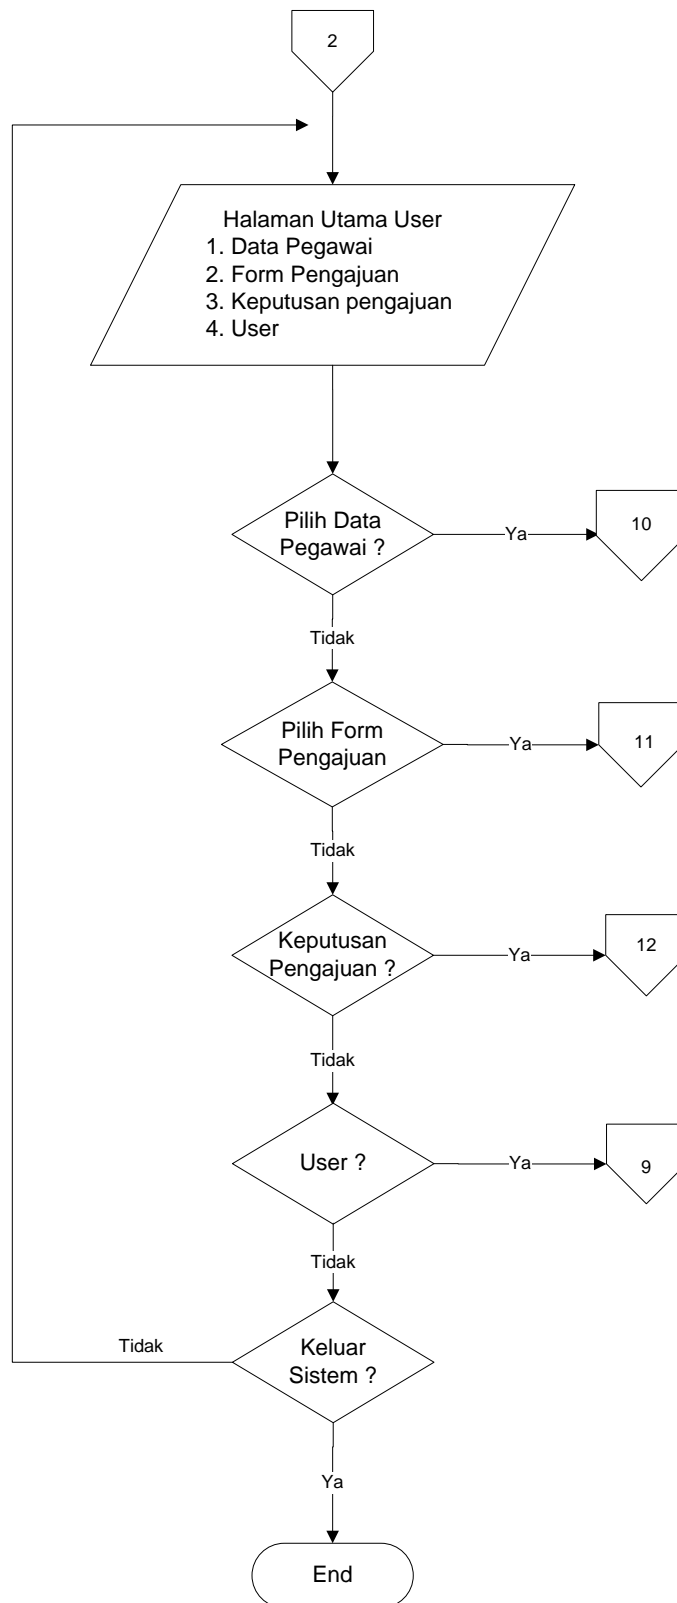 2
Halaman Utama User
1. Data Pegawai
2. Form Pengajuan
3. Keputusan pengajuan
4. User
Pilih Data
Pegawai ?
Ya
10
Tidak
Pilih Form
Pengajuan
Ya
11
Tidak
Keputusan
Pengajuan ?
Ya
12
Tidak
User ?
Ya
9
Tidak
Keluar
Sistem ?
Tidak
Ya
End